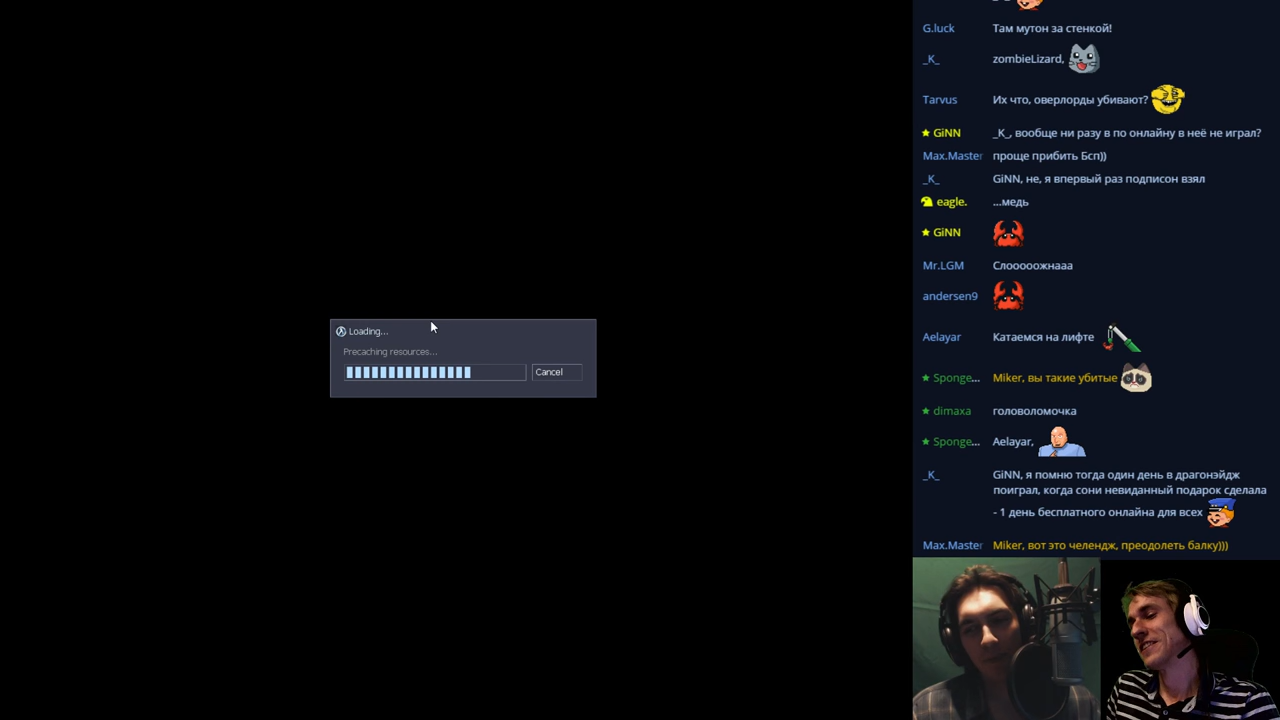 Loading...
Precaching resources...
Cancel
G.luck Там мутон за стенкой!
_K_ zombieLizard,
Tarvus Их что, оверлорды убивают?
GiNN _K_, вообще ни разу в по онлайну в неё не играл?
Max.Master проще прибить Бсп))
_K_ GiNN, не, я впервый раз подписон взял
eagle. ...медь
GiNN
Mr.LGM Слооооожнааа
andersen9
Aelayar Катаемся на лифте
Sponge... Miker, вы такие убитые
dimaxa головоломочка
Sponge... Aelayar,
_K_ GiNN, я помню тогда один день в драгонэйдж
поиграл, когда сони невиданный подарок сделала
- 1 день бесплатного онлайна для всех
Max.Master Miker, вот это челендж, преодолеть балку)))